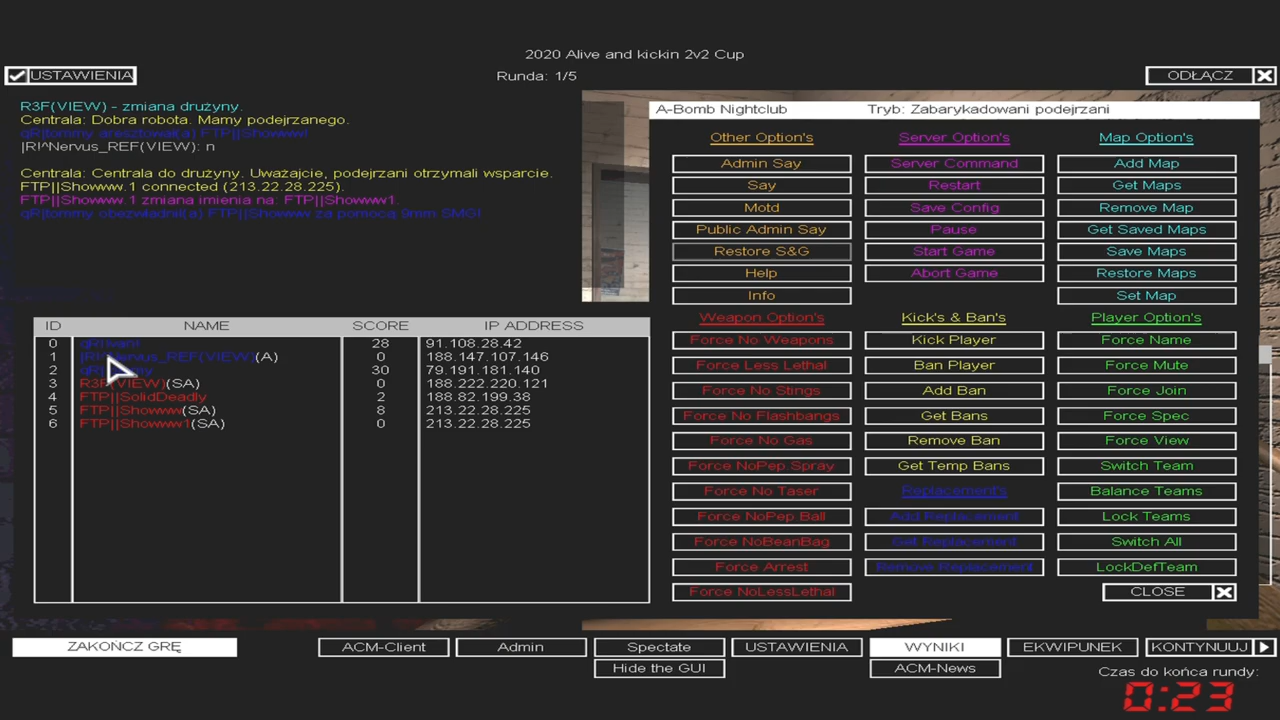 2020 Alive and kickin 2v2 Cup
USTAWIENIA
Runda: 1/5
ODŁĄCZ
R3F(VIEW) - zmiana drużyny.
Centrala: Dobra robota. Mamy podejrzanego.
qR|tommy aresztował(a) FTP||Showww!
|R|^Nervus_REF(VIEW): n
Centrala: Centrala do drużyny. Uważajcie, podejrzani otrzymali wsparcie.
FTP||Showww.1 connected (213.22.28.225).
FTP||Showww.1 zmiana imienia na: FTP||Showww1.
qR|tommy obezwładnił(a) FTP||Showww za pomocą 9mm SMG!
A-Bomb Nightclub Tryb: Zabarykadowani podejrzani
Other Option's Server Option's Map Option's
Admin Say Server Command Add Map
Say Restart Get Maps
Motd Save Config Remove Map
Public Admin Say Pause Get Saved Maps
Restore S&G Start Game Save Maps
Help Abort Game Restore Maps
Info Set Map
Weapon Option's Kick's & Ban's Player Option's
Force No Weapons Kick Player Force Name
Force Less Lethal Ban Player Force Mute
Force No Stings Add Ban Force Join
Force No Flashbangs Get Bans Force Spec
Force No Gas Remove Ban Force View
Force NoPep.Spray Get Temp Bans Switch Team
Force No Taser Replacement's Balance Teams
Force NoPep Ball Add Replacement Lock Teams
Force NoBeanBag Get Replacement Switch All
Force Arrest Remove Replacement LockDefTeam
Force NoLessLethal CLOSE
ID NAME SCORE IP ADDRESS
0 28 91.108.28.42
1 |R|^Nervus_REF(VIEW)(A) 0 188.147.107.146
2 30 79.191.181.140
3 R3F(VIEW)(SA) 0 188.222.220.121
4 FTP||SolidDeadly 2 188.82.199.38
5 FTP||Showww(SA) 8 213.22.28.225
6 FTP||Showww1(SA) 0 213.22.28.225
ZAKOŃCZ GRĘ ACM-Client Admin Spectate USTAWIENIA WYNIKI EKWIPUNEK KONTYNUUJ
Hide the GUI ACM-News
Czas do końca rundy:
0:23